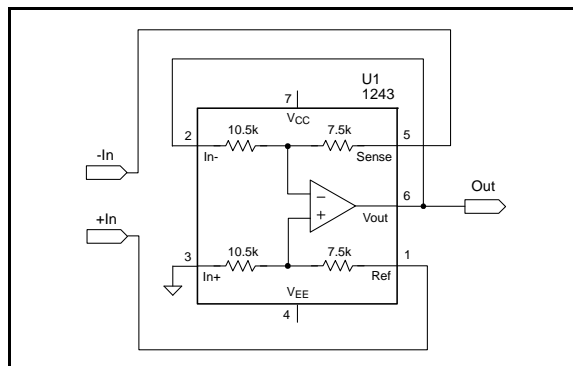 U1
1243
7
VCC
10.5k
7.5k
2
5
In-
Sense
-In
6
Out
Vout
+In
3
10.5k
7.5k
1
In+
Ref
VEE
4